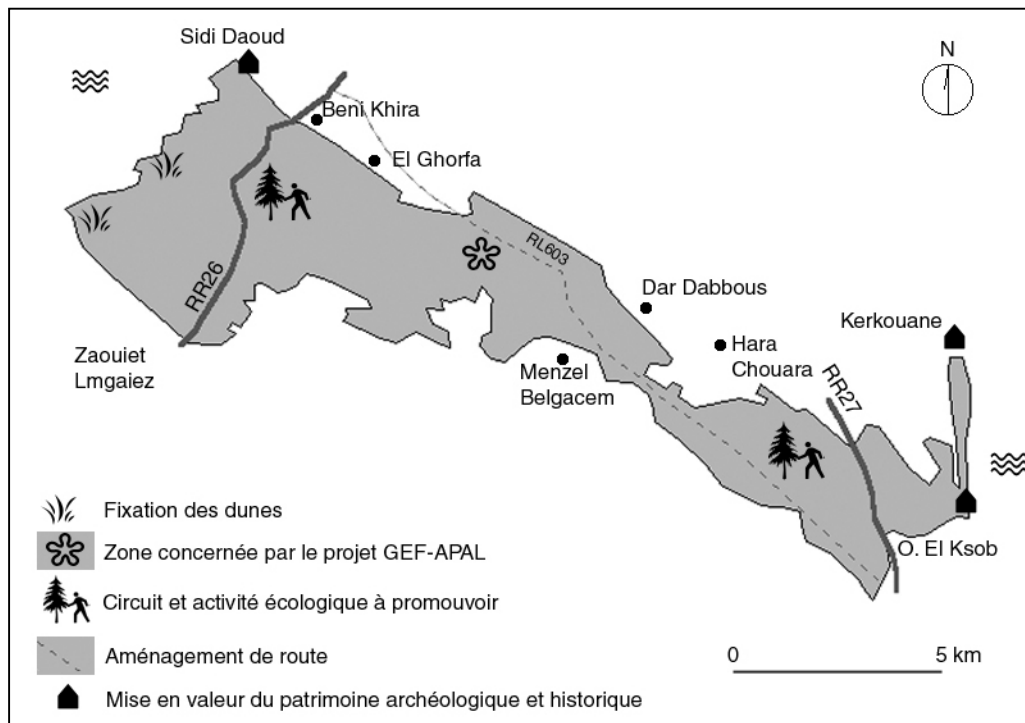 Sidi Daoud
N
Beni Khira
El Ghorfa
RL603
RR26
Dar Dabbous
Kerkouane
Zaouiet
Lmgaiez
Menzel
Belgacem
Hara
Chouara
RR27
O. El Ksob
Fixation des dunes
Zone concernée par le projet GEF-APAL
Circuit et activité écologique à promouvoir
Aménagement de route
Mise en valeur du patrimoine archéologique et historique
0 5 km